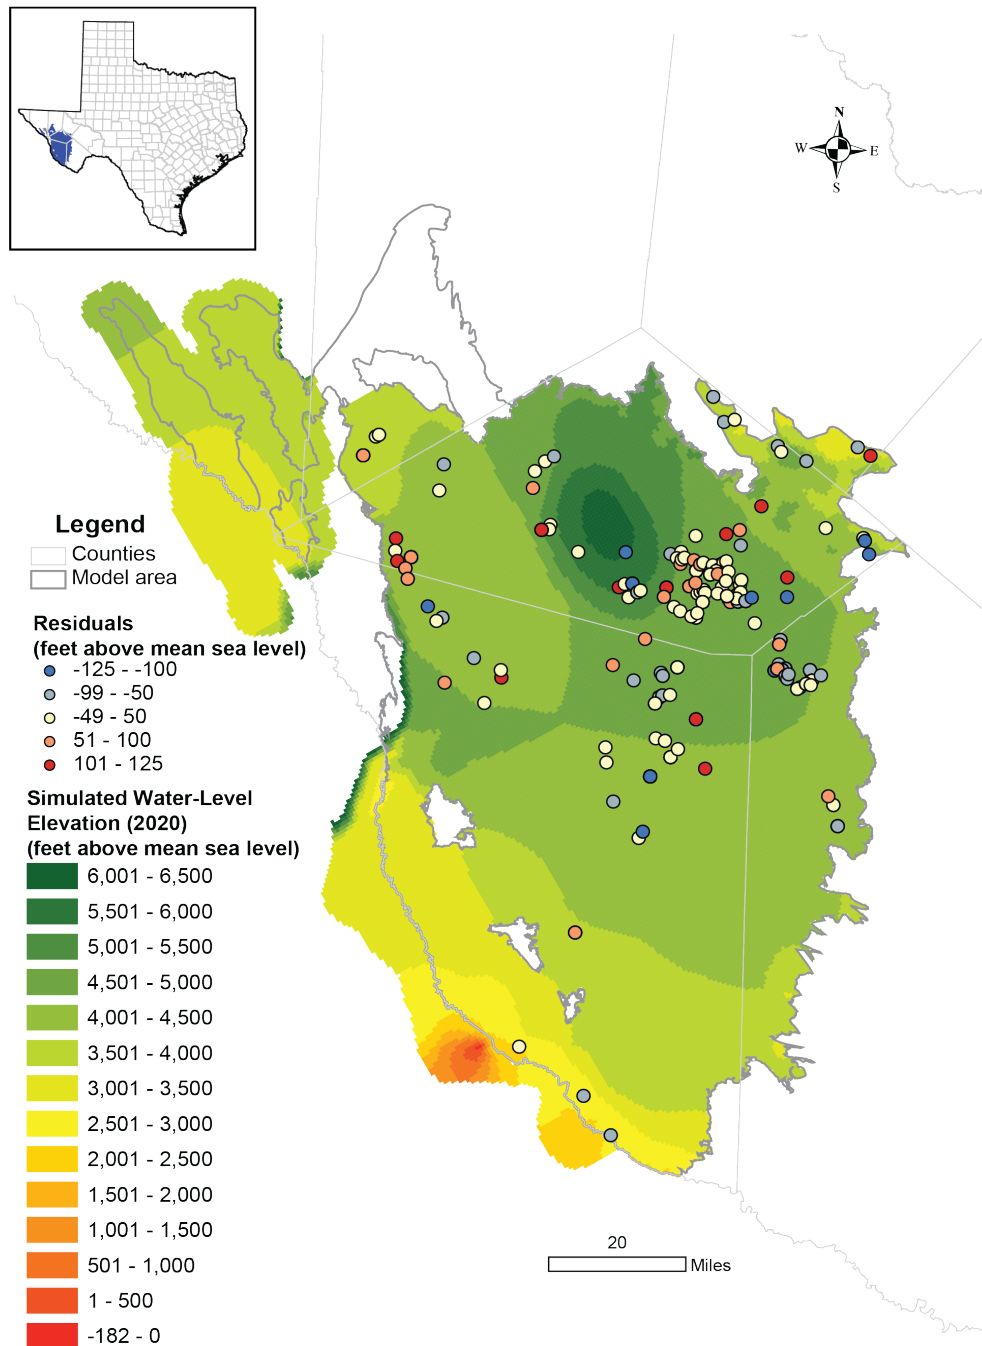 N
W E
S
Legend
Counties
Model area
Residuals
(feet above mean sea level)
-125 - -100
-99 - -50
-49 - 50
51 - 100
101 - 125
Simulated Water-Level
Elevation (2020)
(feet above mean sea level)
6,001 - 6,500
5,501 - 6,000
5,001 - 5,500
4,501 - 5,000
4,001 - 4,500
3,501 - 4,000
3,001 - 3,500
2,501 - 3,000
2,001 - 2,500
1,501 - 2,000
1,001 - 1,500
501 - 1,000
1 - 500
-182 - 0
20
Miles